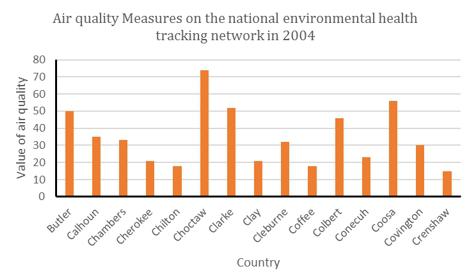 Air quality Measures on the national environmental health
tracking network in 2004
Value of air quality
80
70
60
50
40
30
20
10
0
Butler
Calhoun
Chambers
Cherokee
Chilton
Choctaw
Clarke
Clay
Cleburne
Coffee
Colbert
Conecuh
Coosa
Covington
Crenshaw
Country